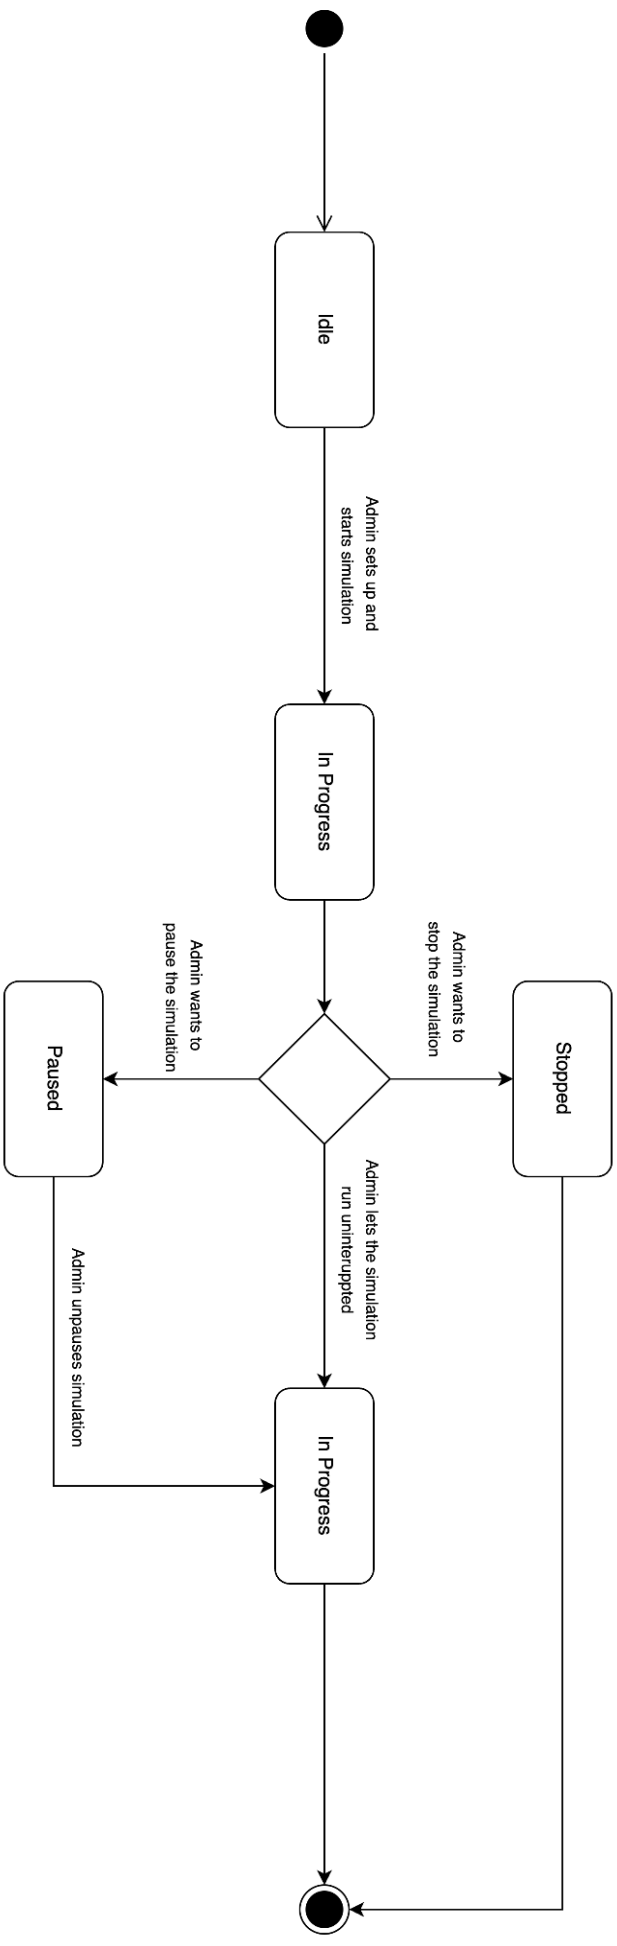 Idle
Admin sets up and
starts simulation
In Progress
Admin wants to
stop the simulation
Stopped
Admin wants to
pause the simulation
Paused
Admin lets the simulation
run uninteruppted
Admin unpauses simulation
In Progress